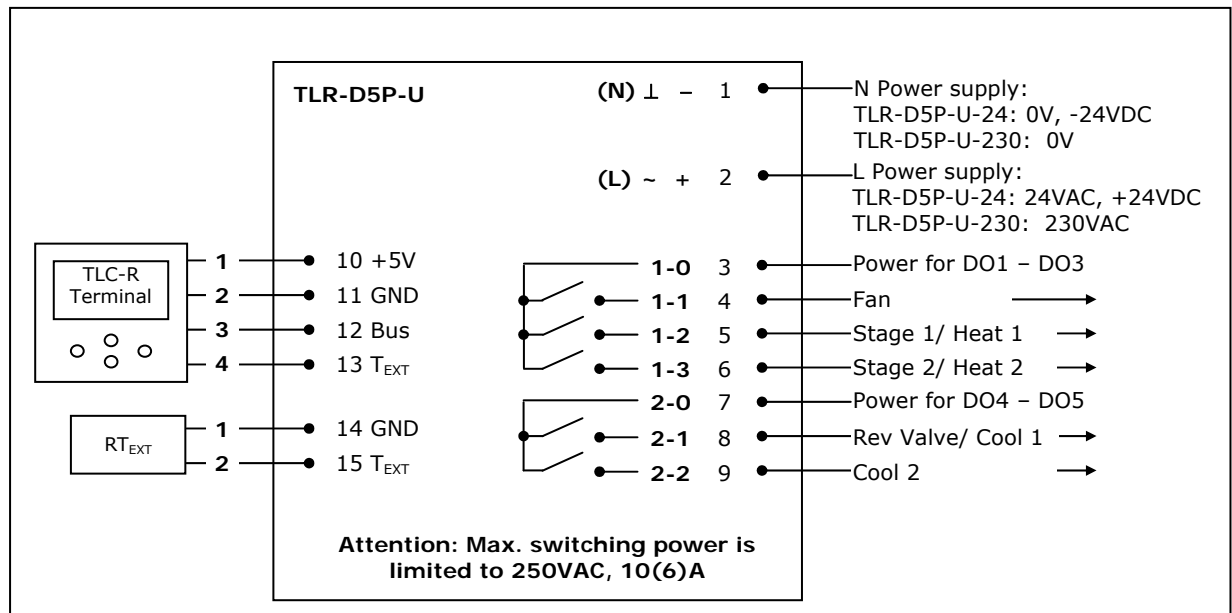 TLR-D5P-U
(N) ⊥ – 1
N Power supply:
TLR-D5P-U-24: 0V, -24VDC
TLR-D5P-U-230: 0V
(L) ~ + 2
L Power supply:
TLR-D5P-U-24: 24VAC, +24VDC
TLR-D5P-U-230: 230VAC
TLC-R
Terminal
1 10 +5V
2 11 GND
3 12 Bus
4 13 TEXT
RTEXT
1 14 GND
2 15 TEXT
1-0 3 Power for DO1 – DO3
1-1 4 Fan
1-2 5 Stage 1/ Heat 1
1-3 6 Stage 2/ Heat 2
2-0 7 Power for DO4 – DO5
2-1 8 Rev Valve/ Cool 1
2-2 9 Cool 2
Attention: Max. switching power is
limited to 250VAC, 10(6)A